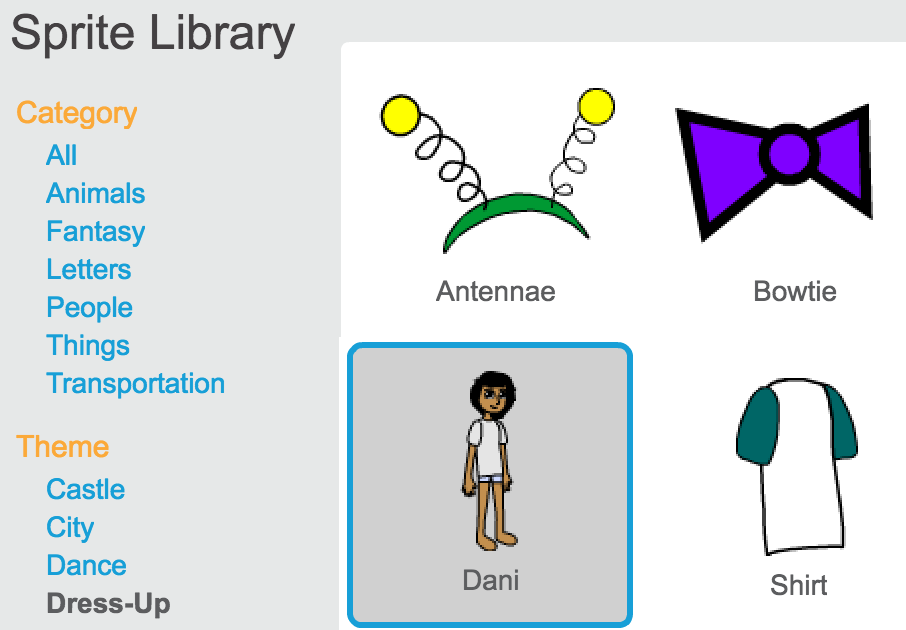 Sprite Library
Category
All
Animals
Fantasy
Letters
People
Things
Transportation
Theme
Castle
City
Dance
Dress-Up
Antennae
Bowtie
Dani
Shirt